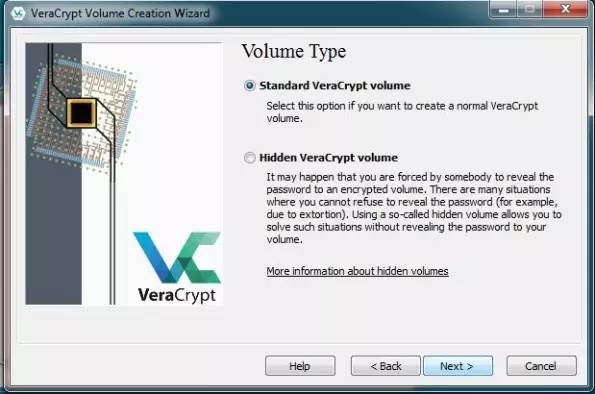 VeraCrypt Volume Creation Wizard
Volume Type
Standard VeraCrypt volume
Select this option if you want to create a normal VeraCrypt
volume.
Hidden VeraCrypt volume
It may happen that you are forced by somebody to reveal the
password to an encrypted volume. There are many situations
where you cannot refuse to reveal the password (for example,
due to extortion). Using a so-called hidden volume allows you to
solve such situations without revealing the password to your
volume.
More information about hidden volumes
VeraCrypt
Help
< Back
Next >
Cancel